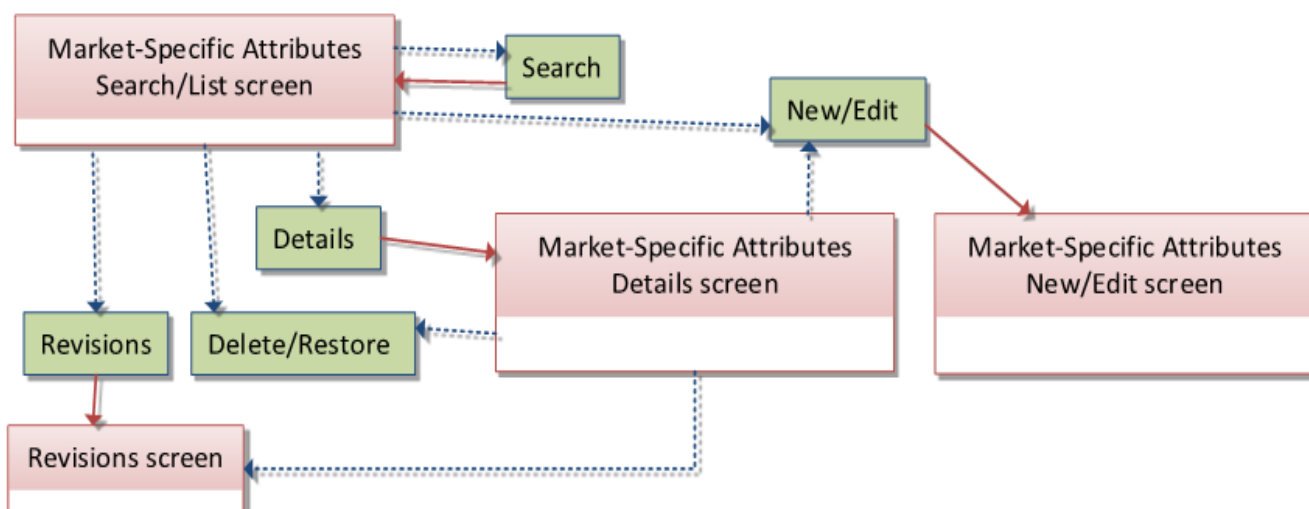 Market-Specific Attributes
Search/List screen
Search
New/Edit
Details
Market-Specific Attributes
Details screen
Market-Specific Attributes
New/Edit screen
Revisions
Delete/Restore
Revisions screen